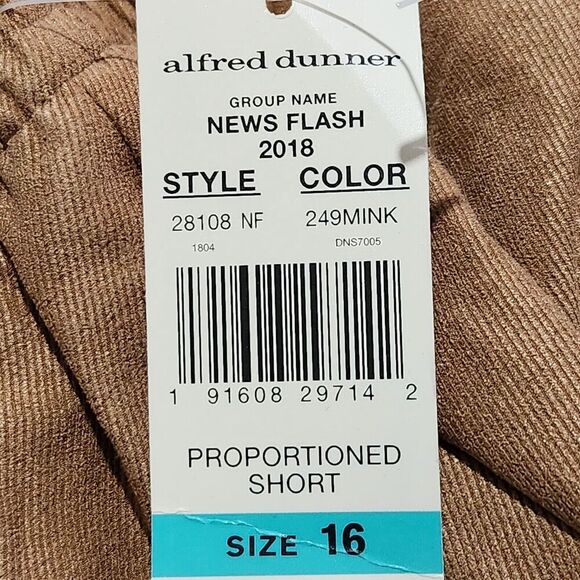 alfred dunner
GROUP NAME
NEWS FLASH
2018
STYLE COLOR
28108 NF 249MINK
1804 DNS7005
1 91608 29714 2
PROPORTIONED
SHORT
SIZE 16